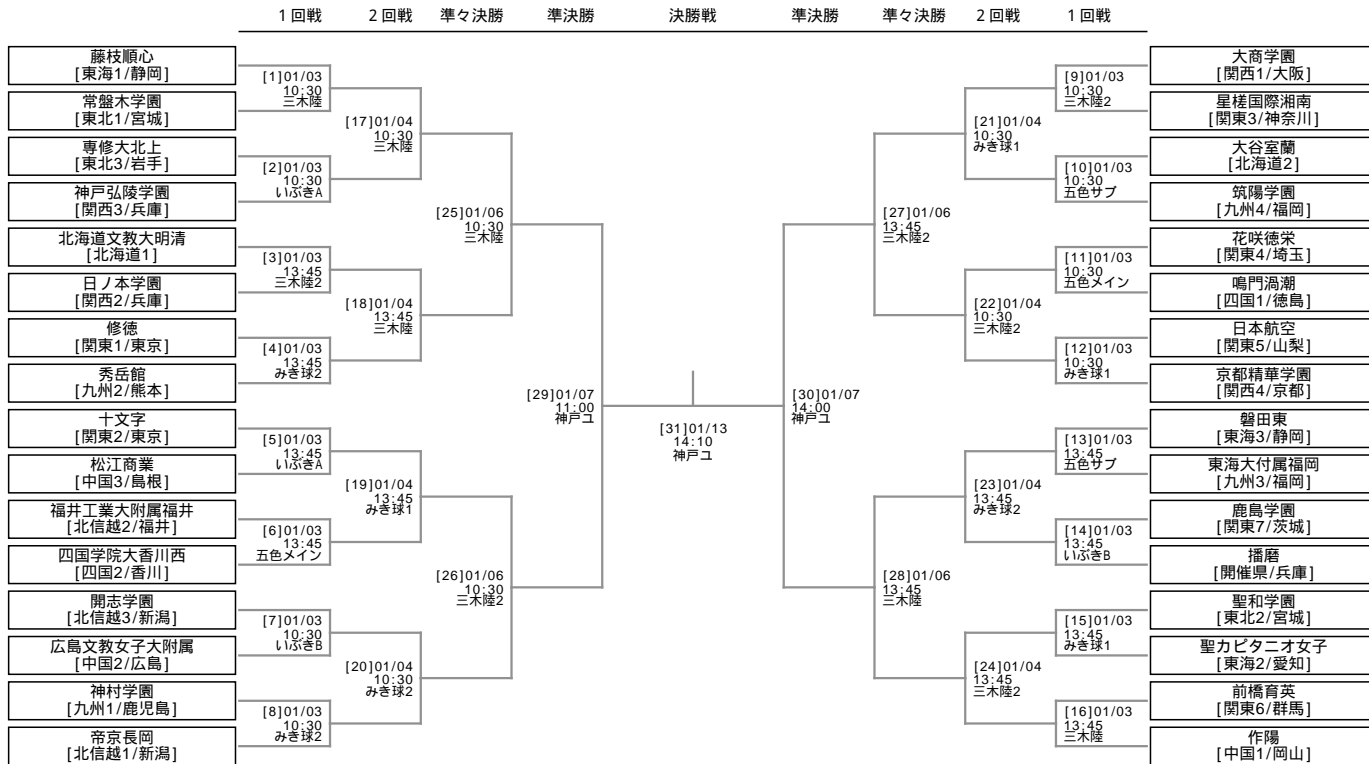 1回戦 2回戦 準々決勝 準決勝 決勝戦 準決勝 準々決勝 2回戦 1回戦
藤枝順心
[東海1/静岡]
常盤木学園
[東北1/宮城]
専修大北上
[東北3/岩手]
神戸弘陵学園
[関西3/兵庫]
北海道文教大明清
[北海道1]
日ノ本学園
[関西2/兵庫]
修徳
[関東1/東京]
秀岳館
[九州2/熊本]
十文字
[関東2/東京]
松江商業
[中国3/島根]
福井工業大附属福井
[北信越2/福井]
四国学院大香川西
[四国2/香川]
開志学園
[北信越3/新潟]
広島文教女子大附属
[中国2/広島]
神村学園
[九州1/鹿児島]
帝京長岡
[北信越1/新潟]
[1]01/03
10:30
三木陸
[2]01/03
10:30
いぶきA
[3]01/03
13:45
三木陸2
[4]01/03
13:45
みき球2
[5]01/03
13:45
いぶきA
[6]01/03
13:45
五色メイン
[7]01/03
10:30
いぶきB
[8]01/03
10:30
みき球2
[17]01/04
10:30
三木陸
[18]01/04
13:45
三木陸
[19]01/04
13:45
みき球1
[20]01/04
10:30
みき球2
[25]01/06
10:30
三木陸
[26]01/06
10:30
三木陸2
[29]01/07
11:00
神戸ユ
[31]01/13
14:10
神戸ユ
[30]01/07
14:00
神戸ユ
[27]01/06
13:45
三木陸2
[28]01/06
13:45
三木陸
[21]01/04
10:30
みき球1
[22]01/04
10:30
三木陸2
[23]01/04
13:45
みき球2
[24]01/04
13:45
三木陸2
[9]01/03
10:30
三木陸2
[10]01/03
10:30
五色サブ
[11]01/03
10:30
五色メイン
[12]01/03
10:30
みき球1
[13]01/03
13:45
五色サブ
[14]01/03
13:45
いぶきB
[15]01/03
13:45
みき球1
[16]01/03
13:45
三木陸
大商学園
[関西1/大阪]
星槎国際湘南
[関東3/神奈川]
大谷室蘭
[北海道2]
筑陽学園
[九州4/福岡]
花咲徳栄
[関東4/埼玉]
鳴門渦潮
[四国1/徳島]
日本航空
[関東5/山梨]
京都精華学園
[関西4/京都]
磐田東
[東海3/静岡]
東海大付属福岡
[九州3/福岡]
鹿島学園
[関東7/茨城]
播磨
[開催県/兵庫]
聖和学園
[東北2/宮城]
聖カピタニオ女子
[東海2/愛知]
前橋育英
[関東6/群馬]
作陽
[中国1/岡山]